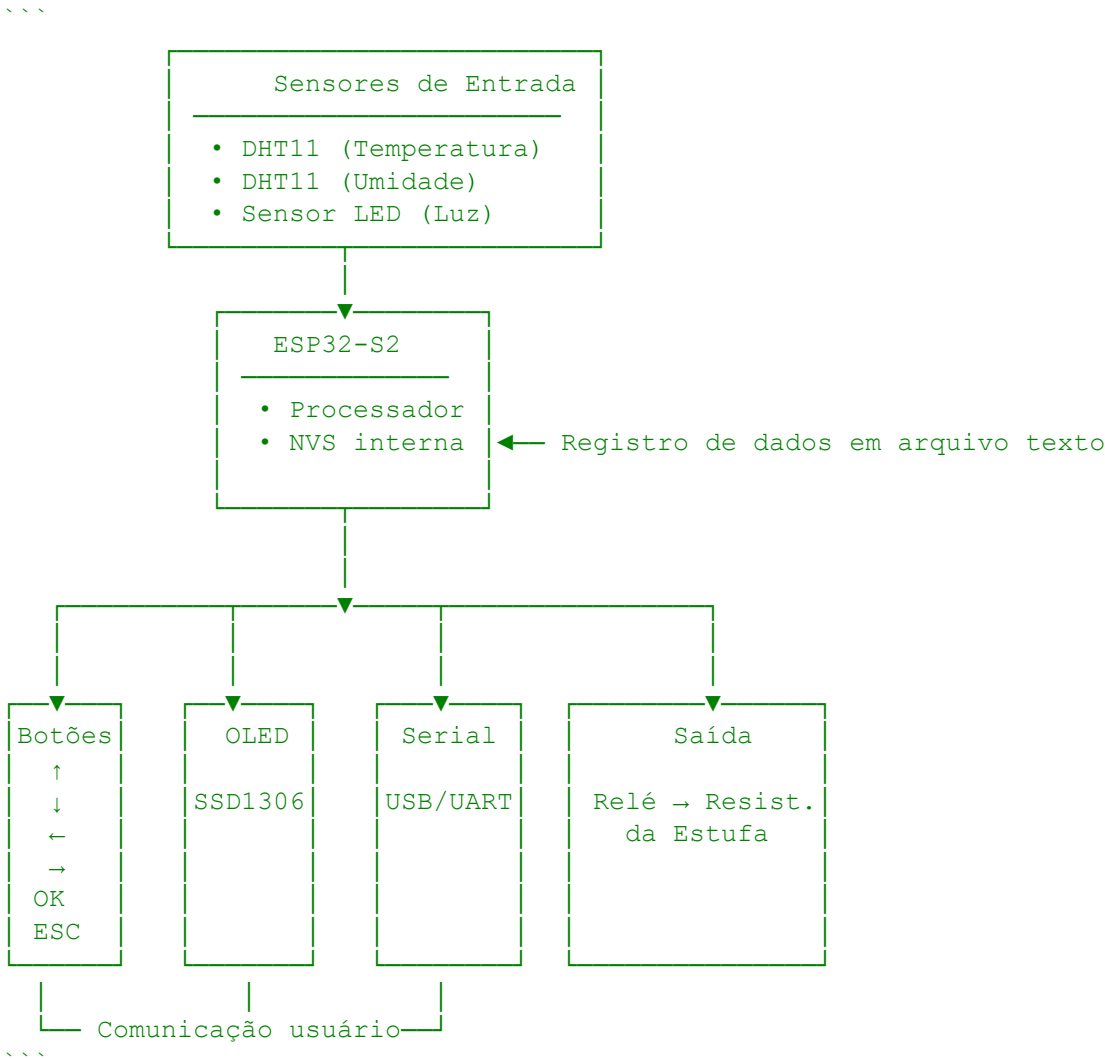 ```
Sensores de Entrada
• DHT11 (Temperatura)
• DHT11 (Umidade)
• Sensor LED (Luz)
ESP32-S2
• Processador
• NVS interna ◄── Registro de dados em arquivo texto
Botões OLED Serial Saída
↑
↓ SSD1306 USB/UART Relé → Resist.
← da Estufa
→
OK
ESC
Comunicação usuário
```